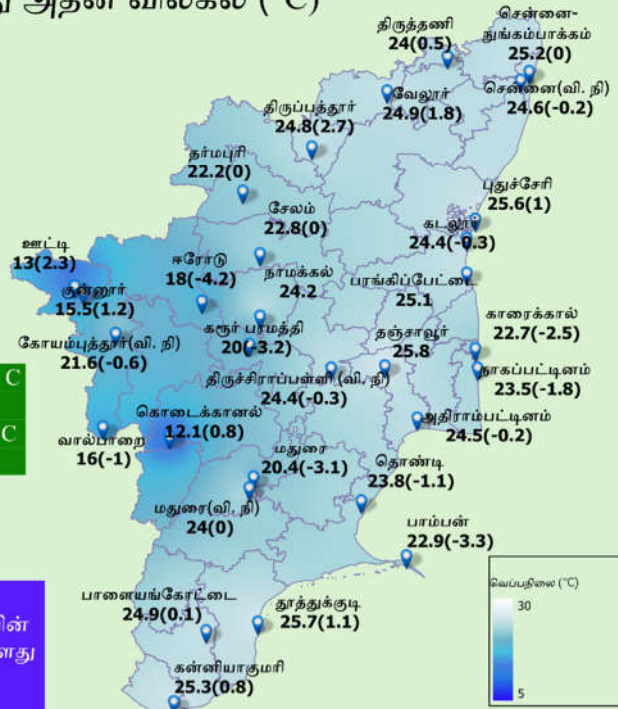 அதன் விலகல் (°C)
சென்னை-
நுங்கம்பாக்கம்
25.2(0)
திருத்தணி
24(0.5)
சென்னை(வி. நி)
24.6(-0.2)
வேலூர்
24.9(1.8)
திருப்பத்தூர்
24.8(2.7)
தர்மபுரி
22.2(0)
புதுச்சேரி
25.6(1)
சேலம்
22.8(0)
கடலூர்
24.4(-0.3)
ஊட்டி
13(2.3)
குன்னூர்
15.5(1.2)
ஈரோடு
18(-4.2)
நாமக்கல்
24.2
பரங்கிப்பேட்டை
25.1
காரைக்கால்
22.7(-2.5)
கரூர் பரமத்தி
20(-3.2)
தஞ்சாவூர்
25.8
கோயம்புத்தூர்(வி. நி)
21.6(-0.6)
நாகப்பட்டினம்
23.5(-1.8)
திருச்சிராப்பள்ளி (வி. நி)
24.4(-0.3)
C
C
கொடைக்கானல்
12.1(0.8)
அதிராம்பட்டினம்
24.5(-0.2)
வால்பாறை
16(-1)
மதுரை
20.4(-3.1)
தொண்டி
23.8(-1.1)
மதுரை(வி. நி)
24(0)
பாம்பன்
22.9(-3.3)
வெப்பநிலை (°C)
30
5
பாளையங்கோட்டை
24.9(0.1)
தூத்துக்குடி
25.7(1.1)
கன்னியாகுமரி
25.3(0.8)